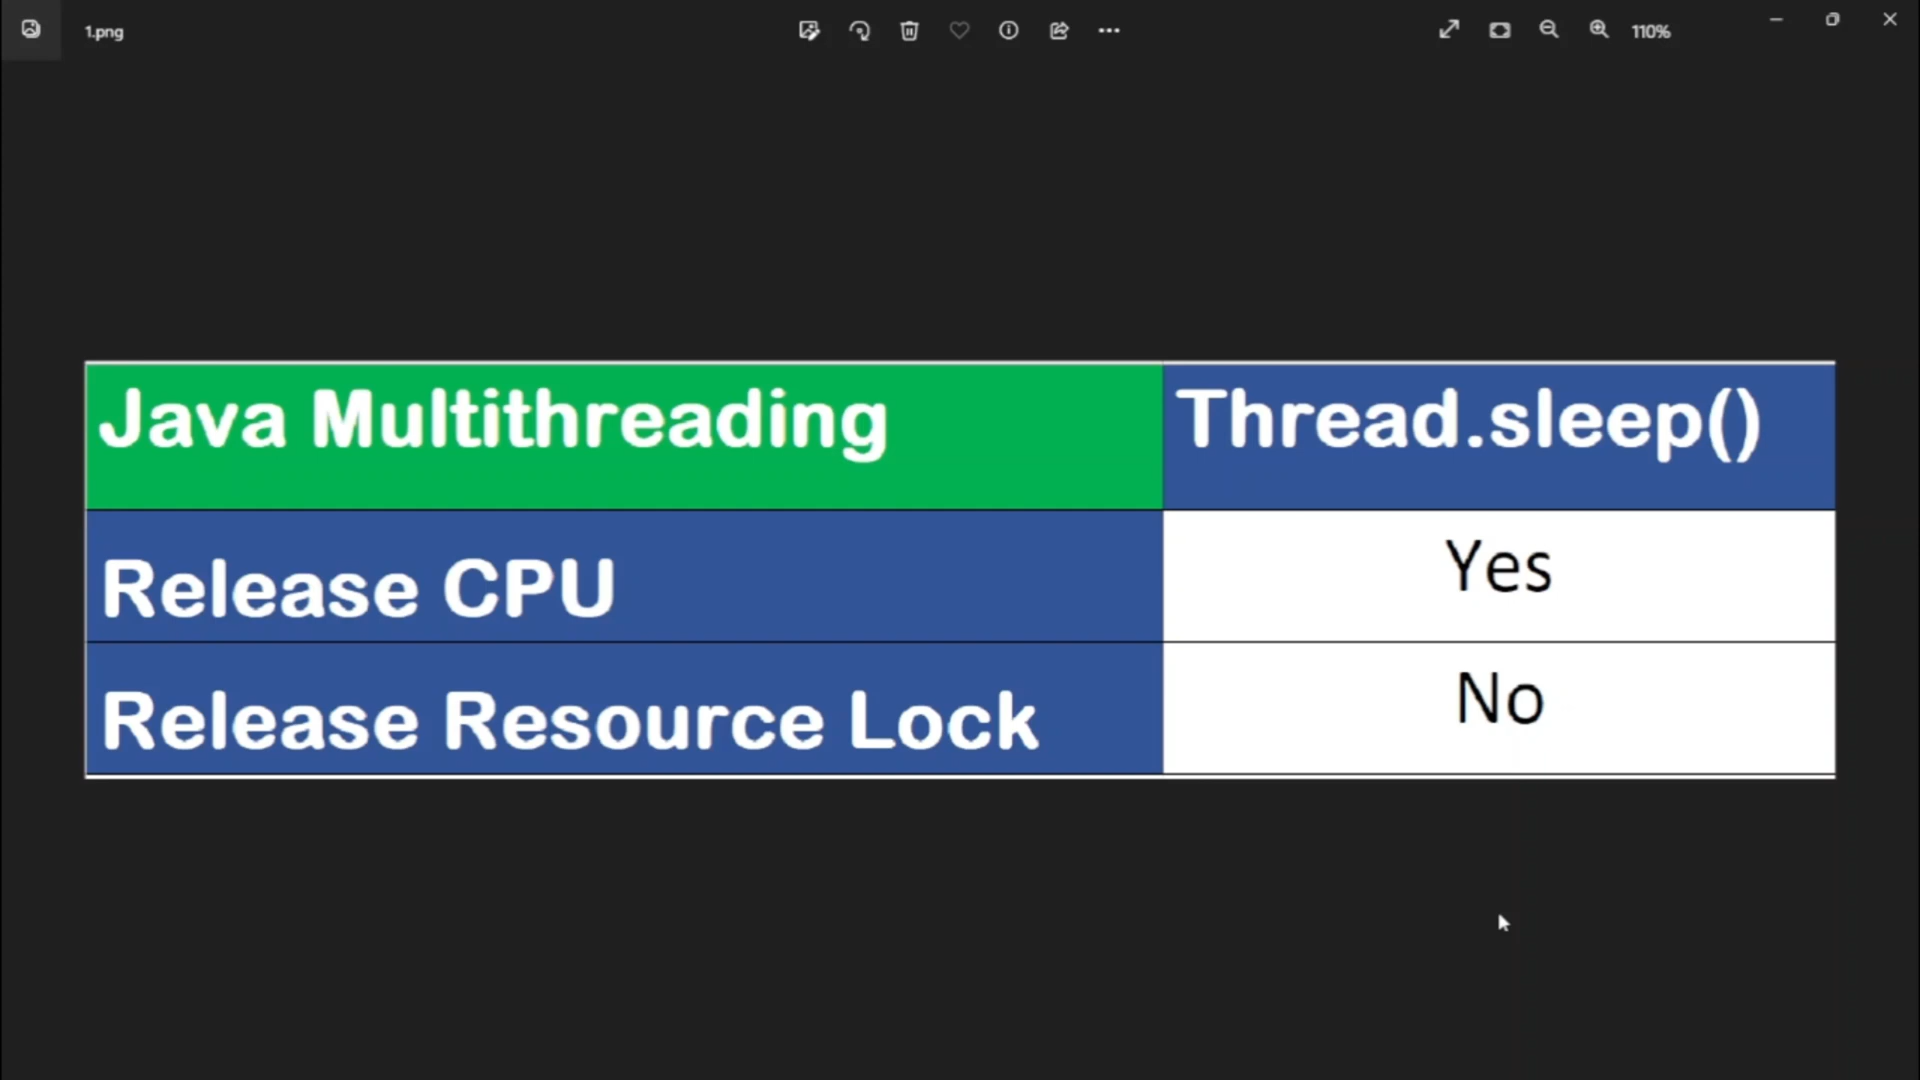 1.png
110%
Java Multithreading Thread.sleep()
Release CPU Yes
Release Resource Lock No